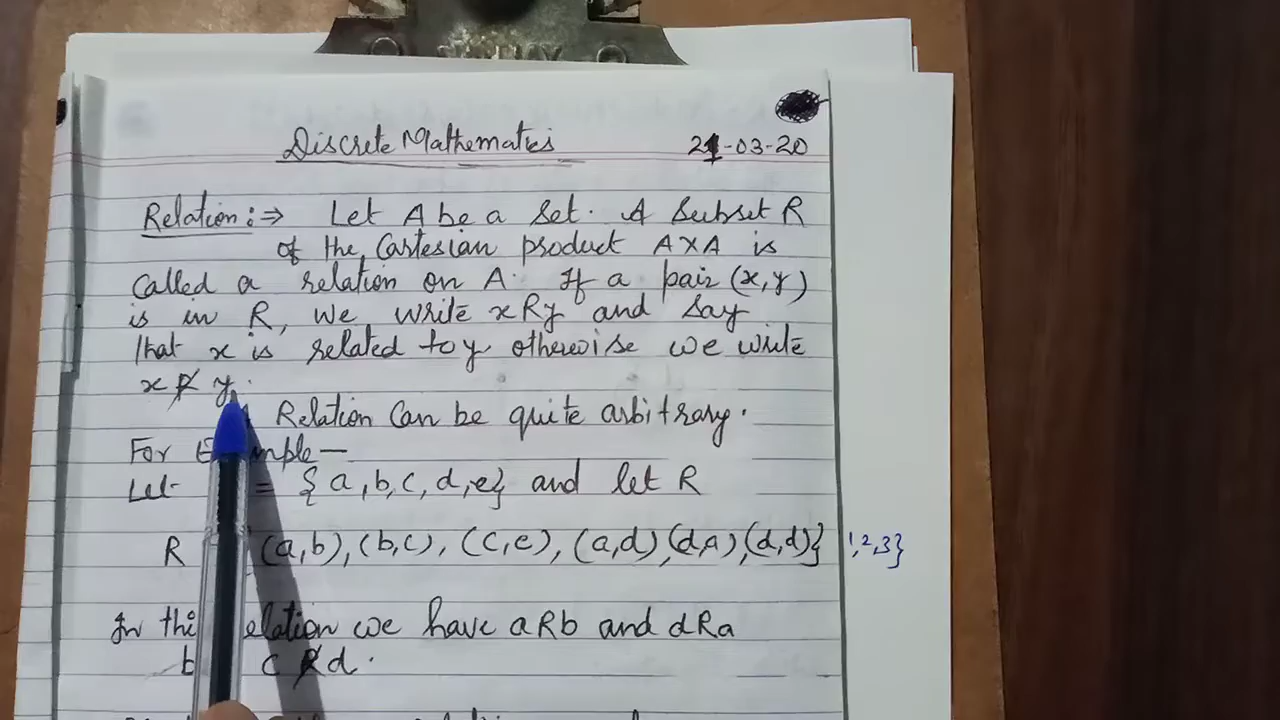 Discrete Mathematics 21-03-20
Relation:⇒ Let A be a set. A Subset R
of the Cartesian product A×A is
called a relation on A. If a pair (x,y)
is in R, we write xRy and say
that x is related to y otherwise we write
x R̸ y.
Relation can be quite arbitrary.
For Example—
Let = {a,b,c,d,e} and let R
R (a,b), (b,c), (c,e), (a,d),(d,a),(d,d)} 1,2,3}
In this relation we have aRb and dRa
b c R̸ d.